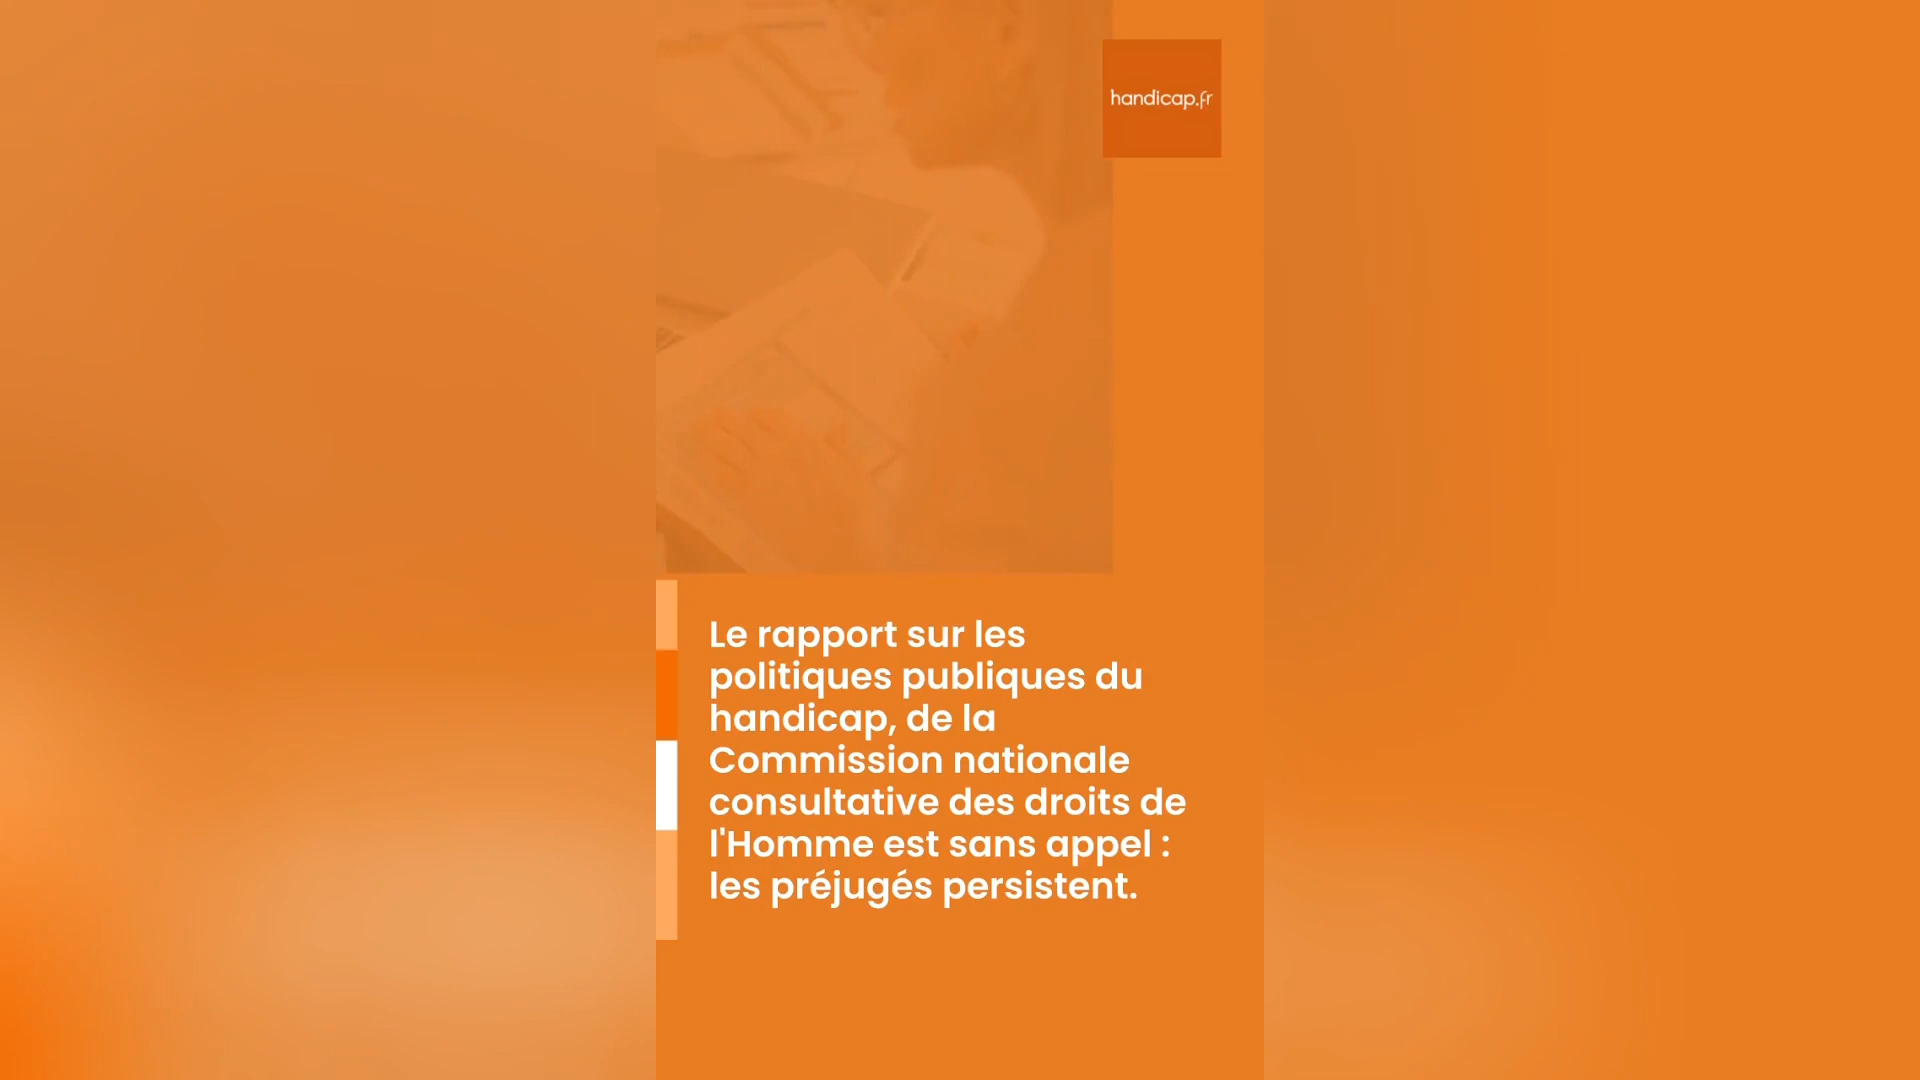 handicap.fr
Le rapport sur les
politiques publiques du
handicap, de la
Commission nationale
consultative des droits de
l'Homme est sans appel :
les préjugés persistent.